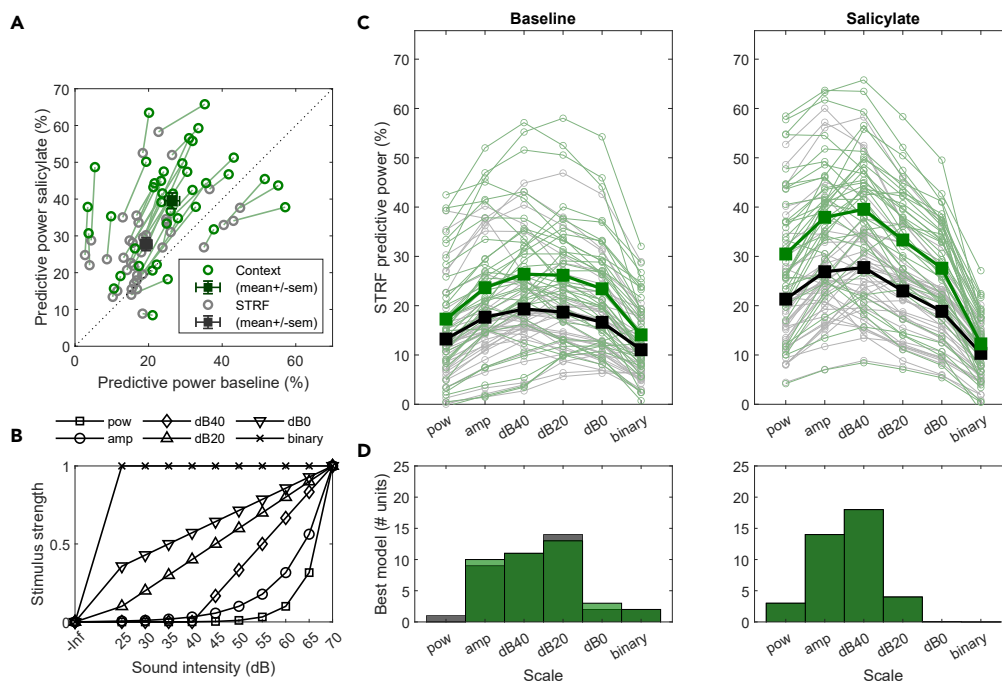 A
Predictive power salicylate (%)
70
60
50
40
30
20
10
0
0
20
40
60
Predictive power baseline (%)
Context
(mean+/-sem)
STRF
(mean+/-sem)
B
pow
dB40
dB0
amp
dB20
binary
Stimulus strength
1
0.5
0
-Inf
25
30
35
40
45
50
55
60
65
70
Sound intensity (dB)
C
Baseline
STRF predictive power (%)
70
60
50
40
30
20
10
0
pow
amp
dB40
dB20
dB0
binary
Salicylate
70
60
50
40
30
20
10
0
pow
amp
dB40
dB20
dB0
binary
D
Best model (# units)
25
20
15
10
5
0
pow
amp
dB40
dB20
dB0
binary
Scale
25
20
15
10
5
0
pow
amp
dB40
dB20
dB0
binary
Scale